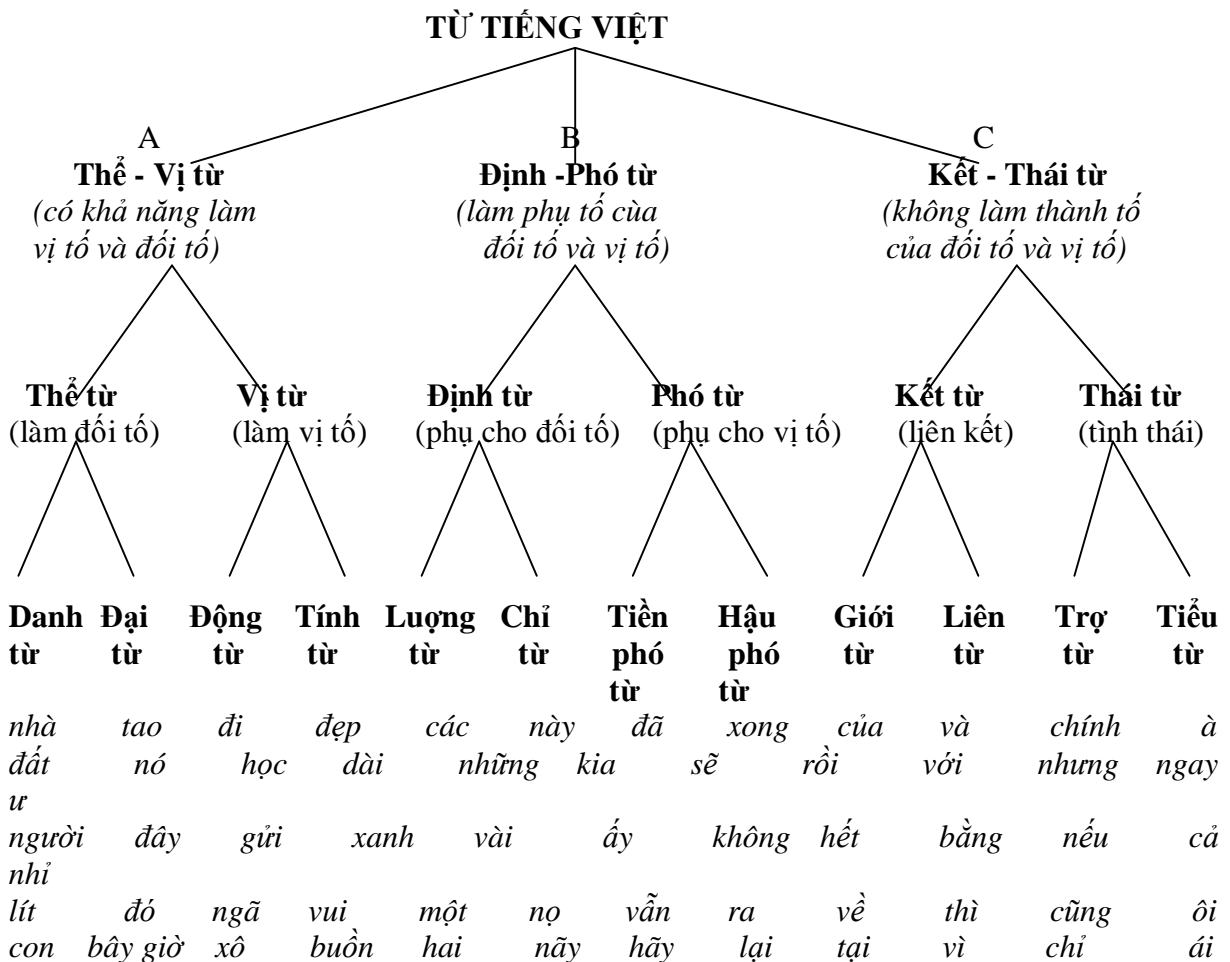 TỪ TIẾNG VIỆT
A B C
Thể - Vị từ Định -Phó từ Kết - Thái từ
(có khả năng làm (làm phụ tố cùa (không làm thành tố
vị tố và đối tố) đối tố và vị tố) của đối tố và vị tố)
Thể từ Vị từ Định từ Phó từ Kết từ Thái từ
(làm đối tố) (làm vị tố) (phụ cho đối tố) (phụ cho vị tố) (liên kết) (tình thái)
Danh Đại Động Tính Luợng Chỉ Tiền Hậu Giới Liên Trợ Tiểu
từ từ từ từ từ từ phó phó từ từ từ từ
từ từ
nhà tao đi đẹp các này đã xong của và chính à
đất nó học dài những kia sẽ rồi với nhưng ngay
ư
người đây gửi xanh vài ấy không hết bằng nếu cả
nhỉ
lít đó ngã vui một nọ vẫn ra về thì cũng ôi
con bây giờ xô buồn hai nãy hãy lại tại vì chỉ ái